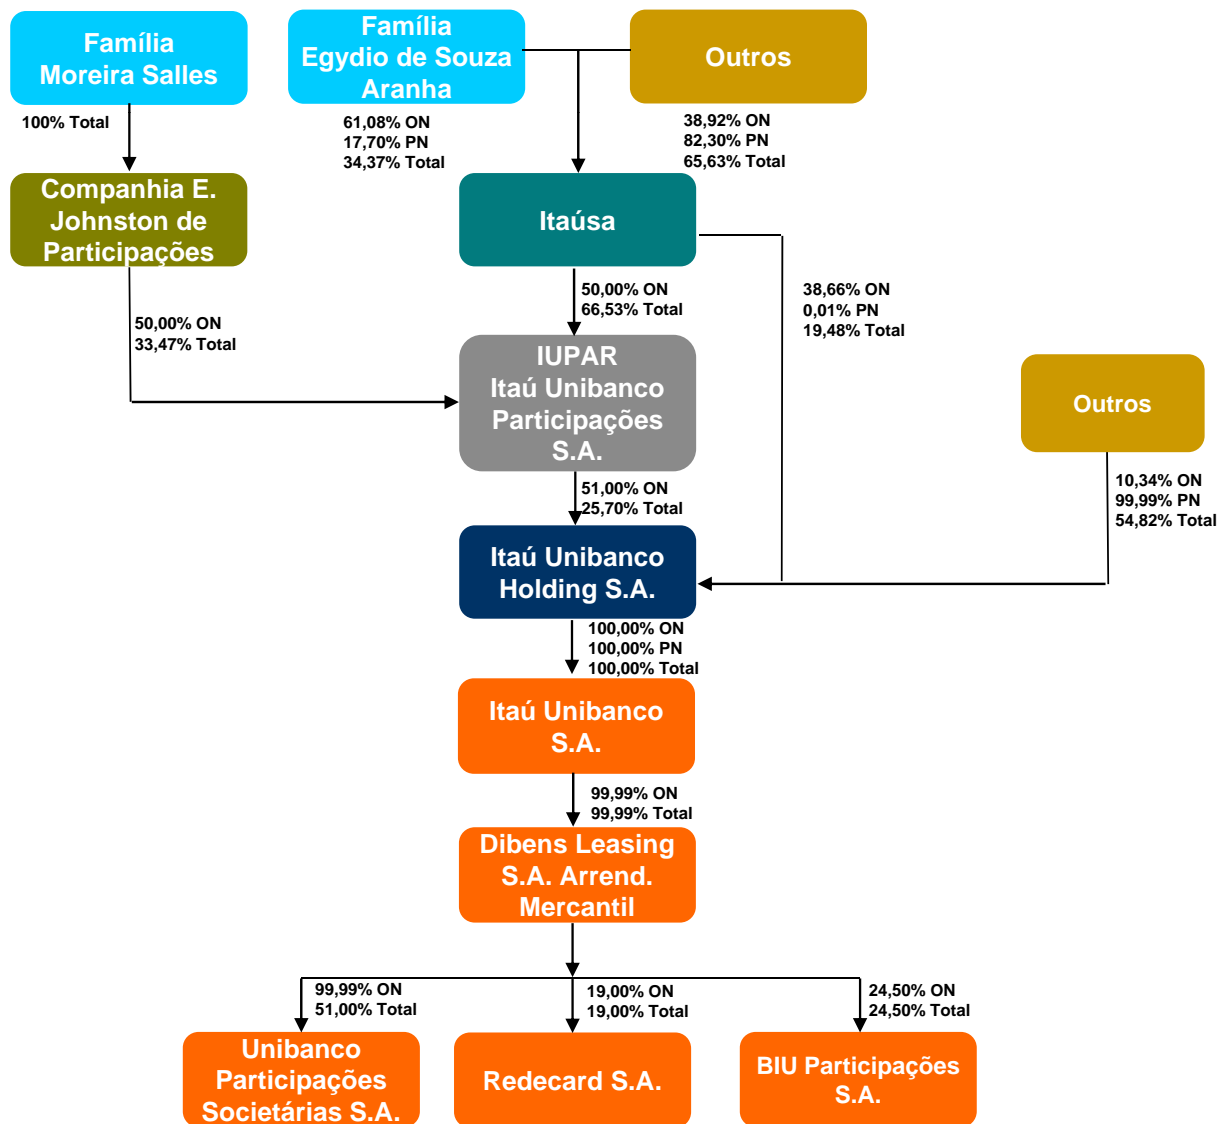 Família
Moreira Salles
Família
Egydio de Souza
Aranha
Outros
100% Total
61,08% ON
17,70% PN
34,37% Total
38,92% ON
82,30% PN
65,63% Total
Companhia E.
Johnston de
Participações
Itaúsa
50,00% ON
33,47% Total
50,00% ON
66,53% Total
38,66% ON
0,01% PN
19,48% Total
IUPAR
Itaú Unibanco
Participações
S.A.
Outros
51,00% ON
25,70% Total
10,34% ON
99,99% PN
54,82% Total
Itaú Unibanco
Holding S.A.
100,00% ON
100,00% PN
100,00% Total
Itaú Unibanco
S.A.
99,99% ON
99,99% Total
Dibens Leasing
S.A. Arrend.
Mercantil
99,99% ON
51,00% Total
19,00% ON
19,00% Total
24,50% ON
24,50% Total
Unibanco
Participações
Societárias S.A.
Redecard S.A.
BIU Participações
S.A.